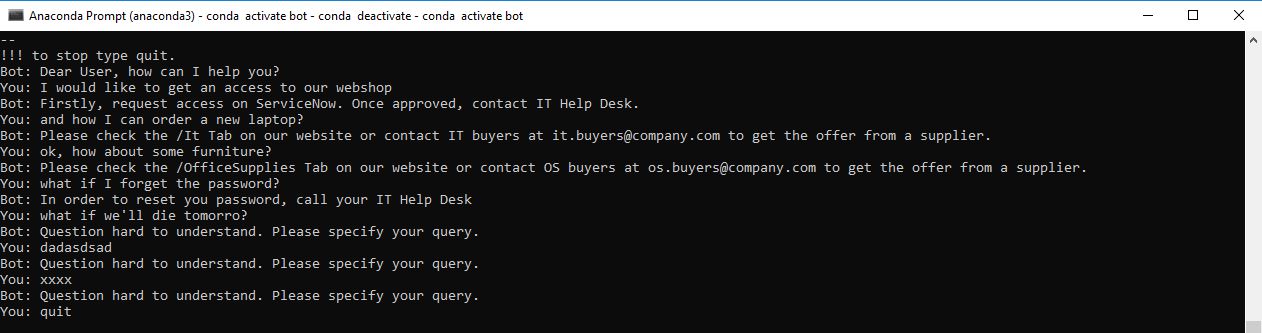 Anaconda Prompt (anaconda3) - conda  activate bot - conda  deactivate - conda  activate bot
--
!!! to stop type quit.
Bot: Dear User, how can I help you?
You: I would like to get an access to our webshop
Bot: Firstly, request access on ServiceNow. Once approved, contact IT Help Desk.
You: and how I can order a new laptop?
Bot: Please check the /It Tab on our website or contact IT buyers at it.buyers@company.com to get the offer from a supplier.
You: ok, how about some furniture?
Bot: Please check the /OfficeSupplies Tab on our website or contact OS buyers at os.buyers@company.com to get the offer from a supplier.
You: what if I forget the password?
Bot: In order to reset you password, call your IT Help Desk
You: what if we'll die tomorro?
Bot: Question hard to understand. Please specify your query.
You: dadasdsad
Bot: Question hard to understand. Please specify your query.
You: xxxx
Bot: Question hard to understand. Please specify your query.
You: quit